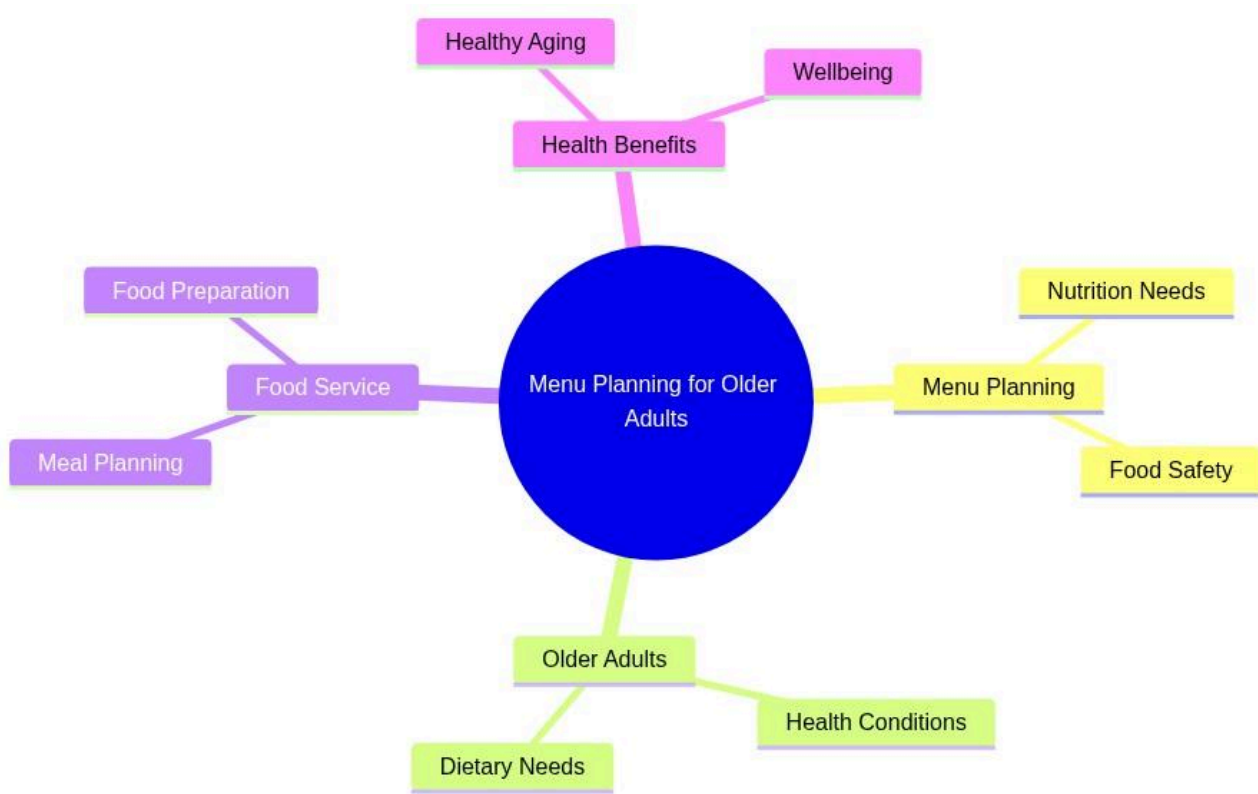 Healthy Aging
Wellbeing
Health Benefits
Food Preparation
Nutrition Needs
Food Service
Menu Planning for Older
Adults
Menu Planning
Meal Planning
Food Safety
Older Adults
Health Conditions
Dietary Needs